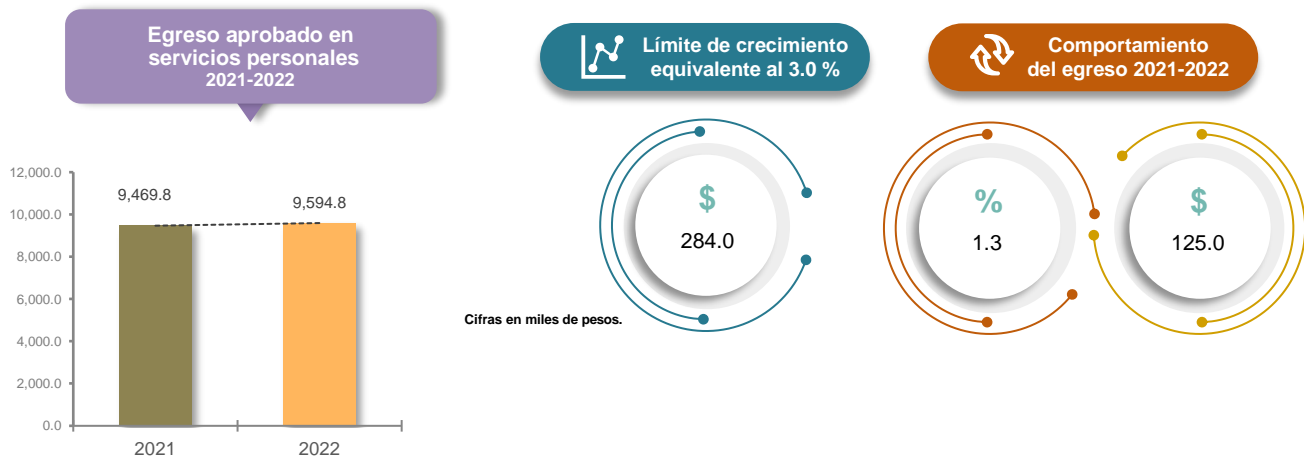 Egreso aprobado en
servicios personales
2021-2022
Límite de crecimiento
equivalente al 3.0 %
Comportamiento
del egreso 2021-2022
12,000.0
10,000.0
8,000.0
6,000.0
4,000.0
2,000.0
0.0
9,469.8
9,594.8
2021
2022
$
284.0
%
1.3
$
125.0
Cifras en miles de pesos.